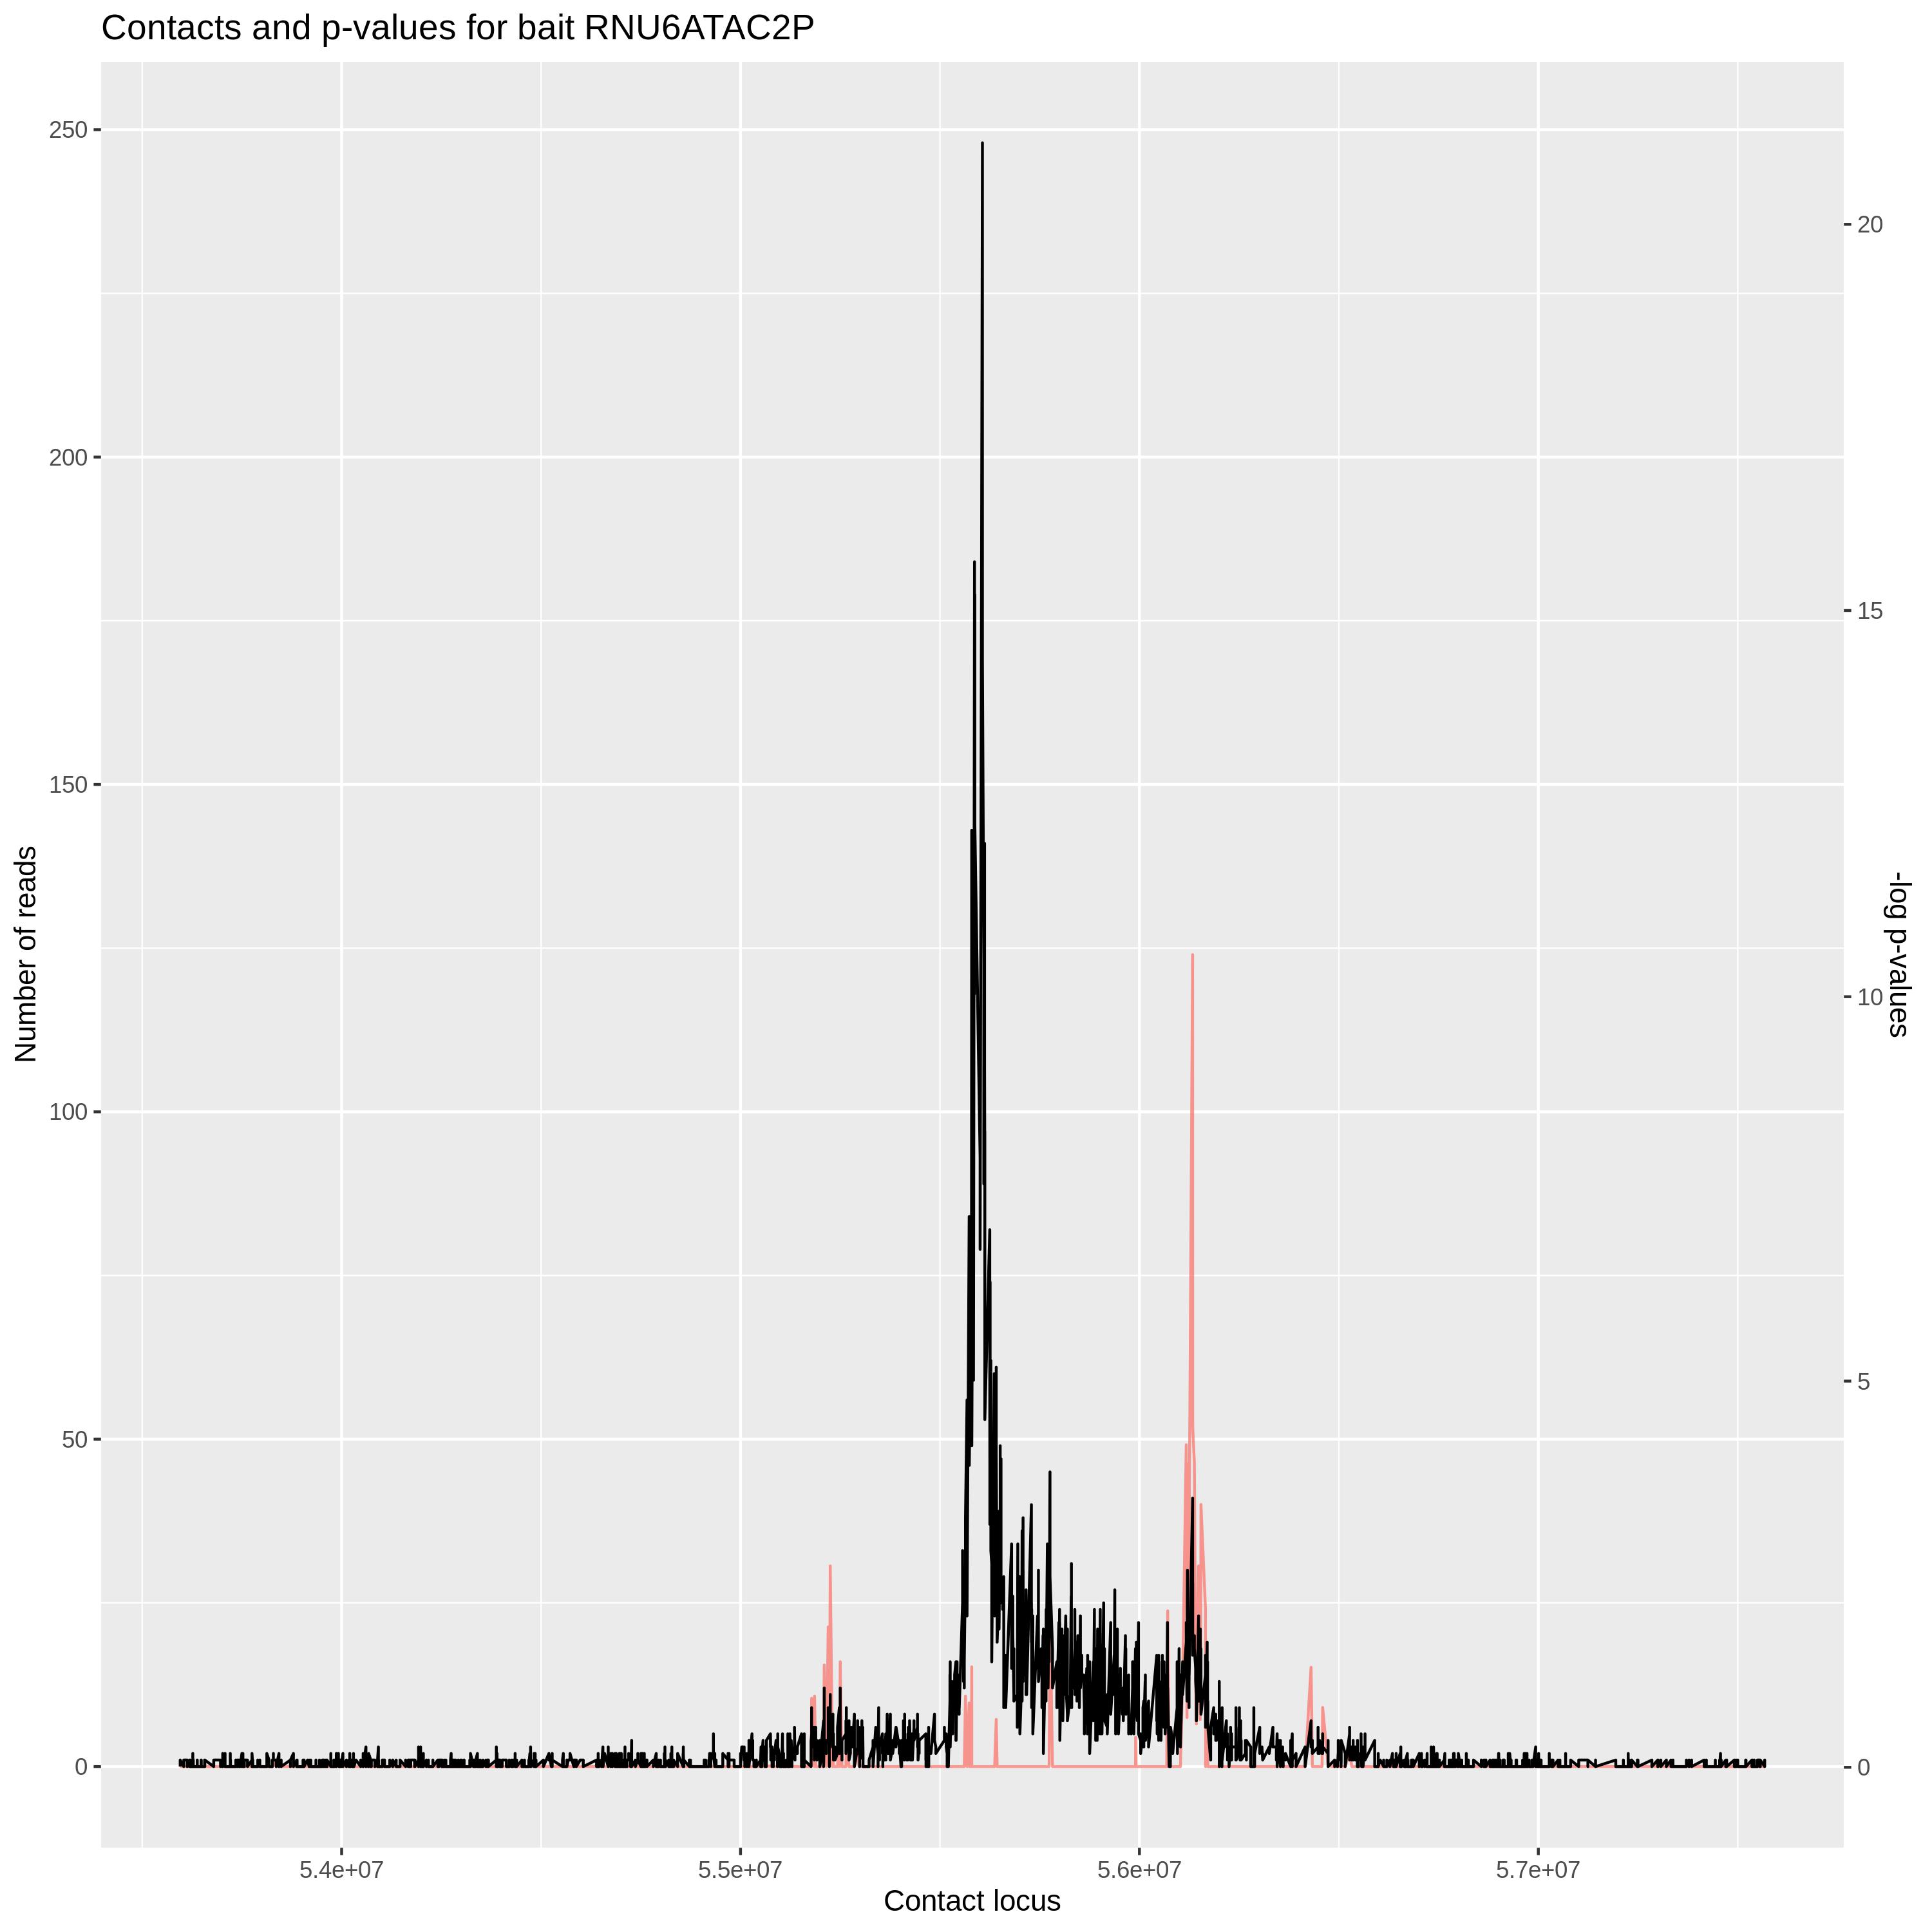 Contacts and p-values for bait RNU6ATAC2P
250
200
150
100
50
0
Number of reads
20
15
10
5
0
-log p-values
5.4e+07
5.5e+07
5.6e+07
5.7e+07
Contact locus